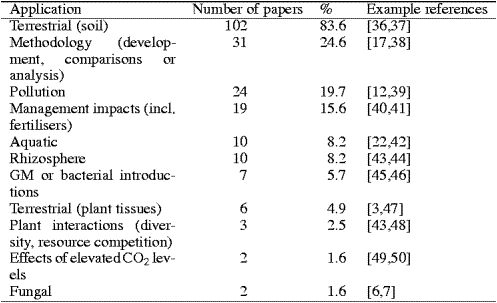 Application Number of papers % Example references
Terrestrial (soil) 102 83.6 [36,37]
Methodology (develop- 31 24.6 [17,38]
ment, comparisons or
analysis)
Pollution 24 19.7 [12,39]
Management impacts (incl. 19 15.6 [40,41]
fertilisers)
Aquatic 10 8.2 [22,42]
Rhizosphere 10 8.2 [43,44]
GM or bacterial introduc- 7 5.7 [45,46]
tions
Terrestrial (plant tissues) 6 4.9 [3,47]
Plant interactions (diver- 3 2.5 [43,48]
sity, resource competition)
Effects of elevated CO₂ lev- 2 1.6 [49,50]
els
Fungal 2 1.6 [6,7]